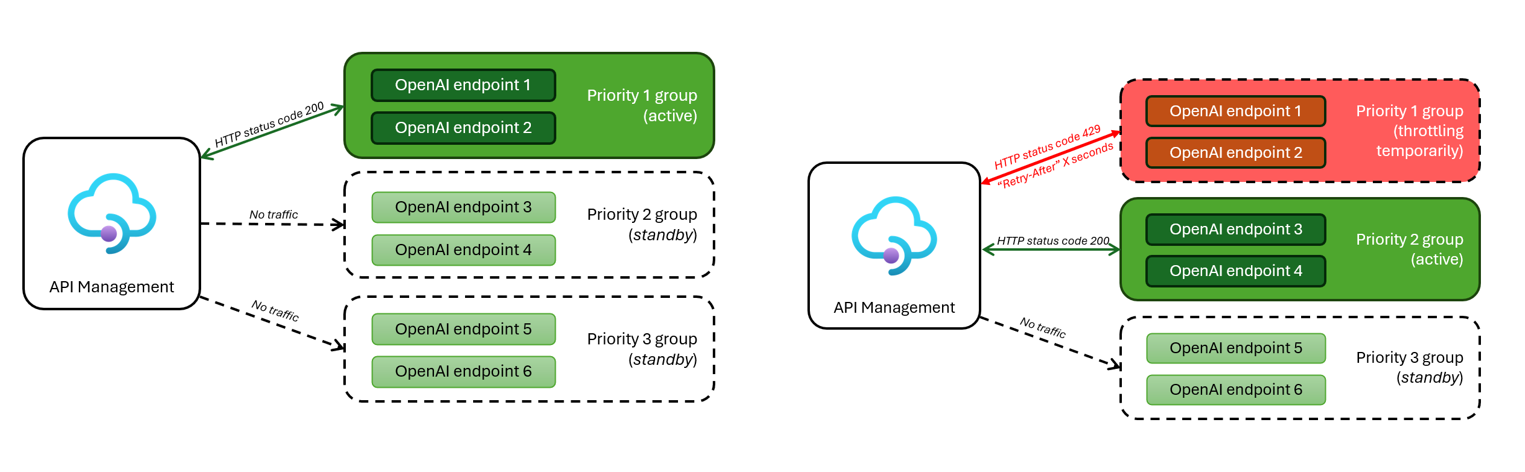 HTTP status code 200
OpenAI endpoint 1
OpenAI endpoint 2
Priority 1 group
(active)
API Management
No traffic
OpenAI endpoint 3
OpenAI endpoint 4
Priority 2 group
(standby)
No traffic
OpenAI endpoint 5
OpenAI endpoint 6
Priority 3 group
(standby)
HTTP status code 429
“Retry-After” X seconds
OpenAI endpoint 1
OpenAI endpoint 2
Priority 1 group
(throttling
temporarily)
API Management
HTTP status code 200
OpenAI endpoint 3
OpenAI endpoint 4
Priority 2 group
(active)
No traffic
OpenAI endpoint 5
OpenAI endpoint 6
Priority 3 group
(standby)